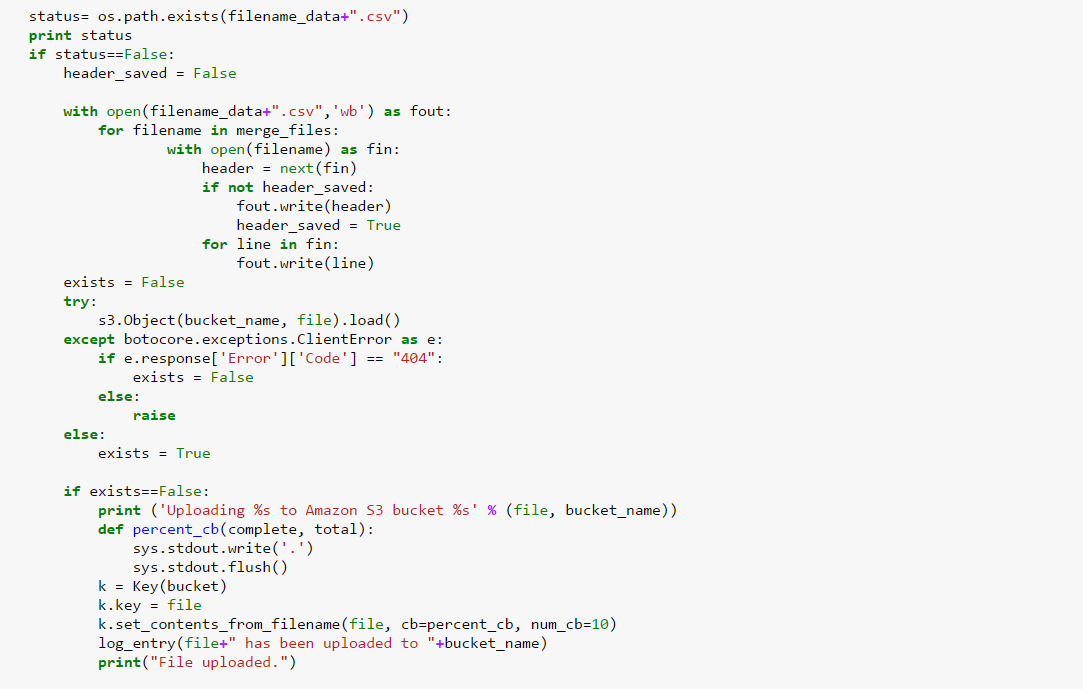 status= os.path.exists(filename_data+".csv")
print status
if status==False:
    header_saved = False

    with open(filename_data+".csv",'wb') as fout:
        for filename in merge_files:
                with open(filename) as fin:
                    header = next(fin)
                    if not header_saved:
                        fout.write(header)
                        header_saved = True
                    for line in fin:
                        fout.write(line)
    exists = False
    try:
        s3.Object(bucket_name, file).load()
    except botocore.exceptions.ClientError as e:
        if e.response['Error']['Code'] == "404":
            exists = False
        else:
            raise
    else:
        exists = True

    if exists==False:
        print ('Uploading %s to Amazon S3 bucket %s' % (file, bucket_name))
        def percent_cb(complete, total):
            sys.stdout.write('.')
            sys.stdout.flush()
        k = Key(bucket)
        k.key = file
        k.set_contents_from_filename(file, cb=percent_cb, num_cb=10)
        log_entry(file+" has been uploaded to "+bucket_name)
        print("File uploaded.")